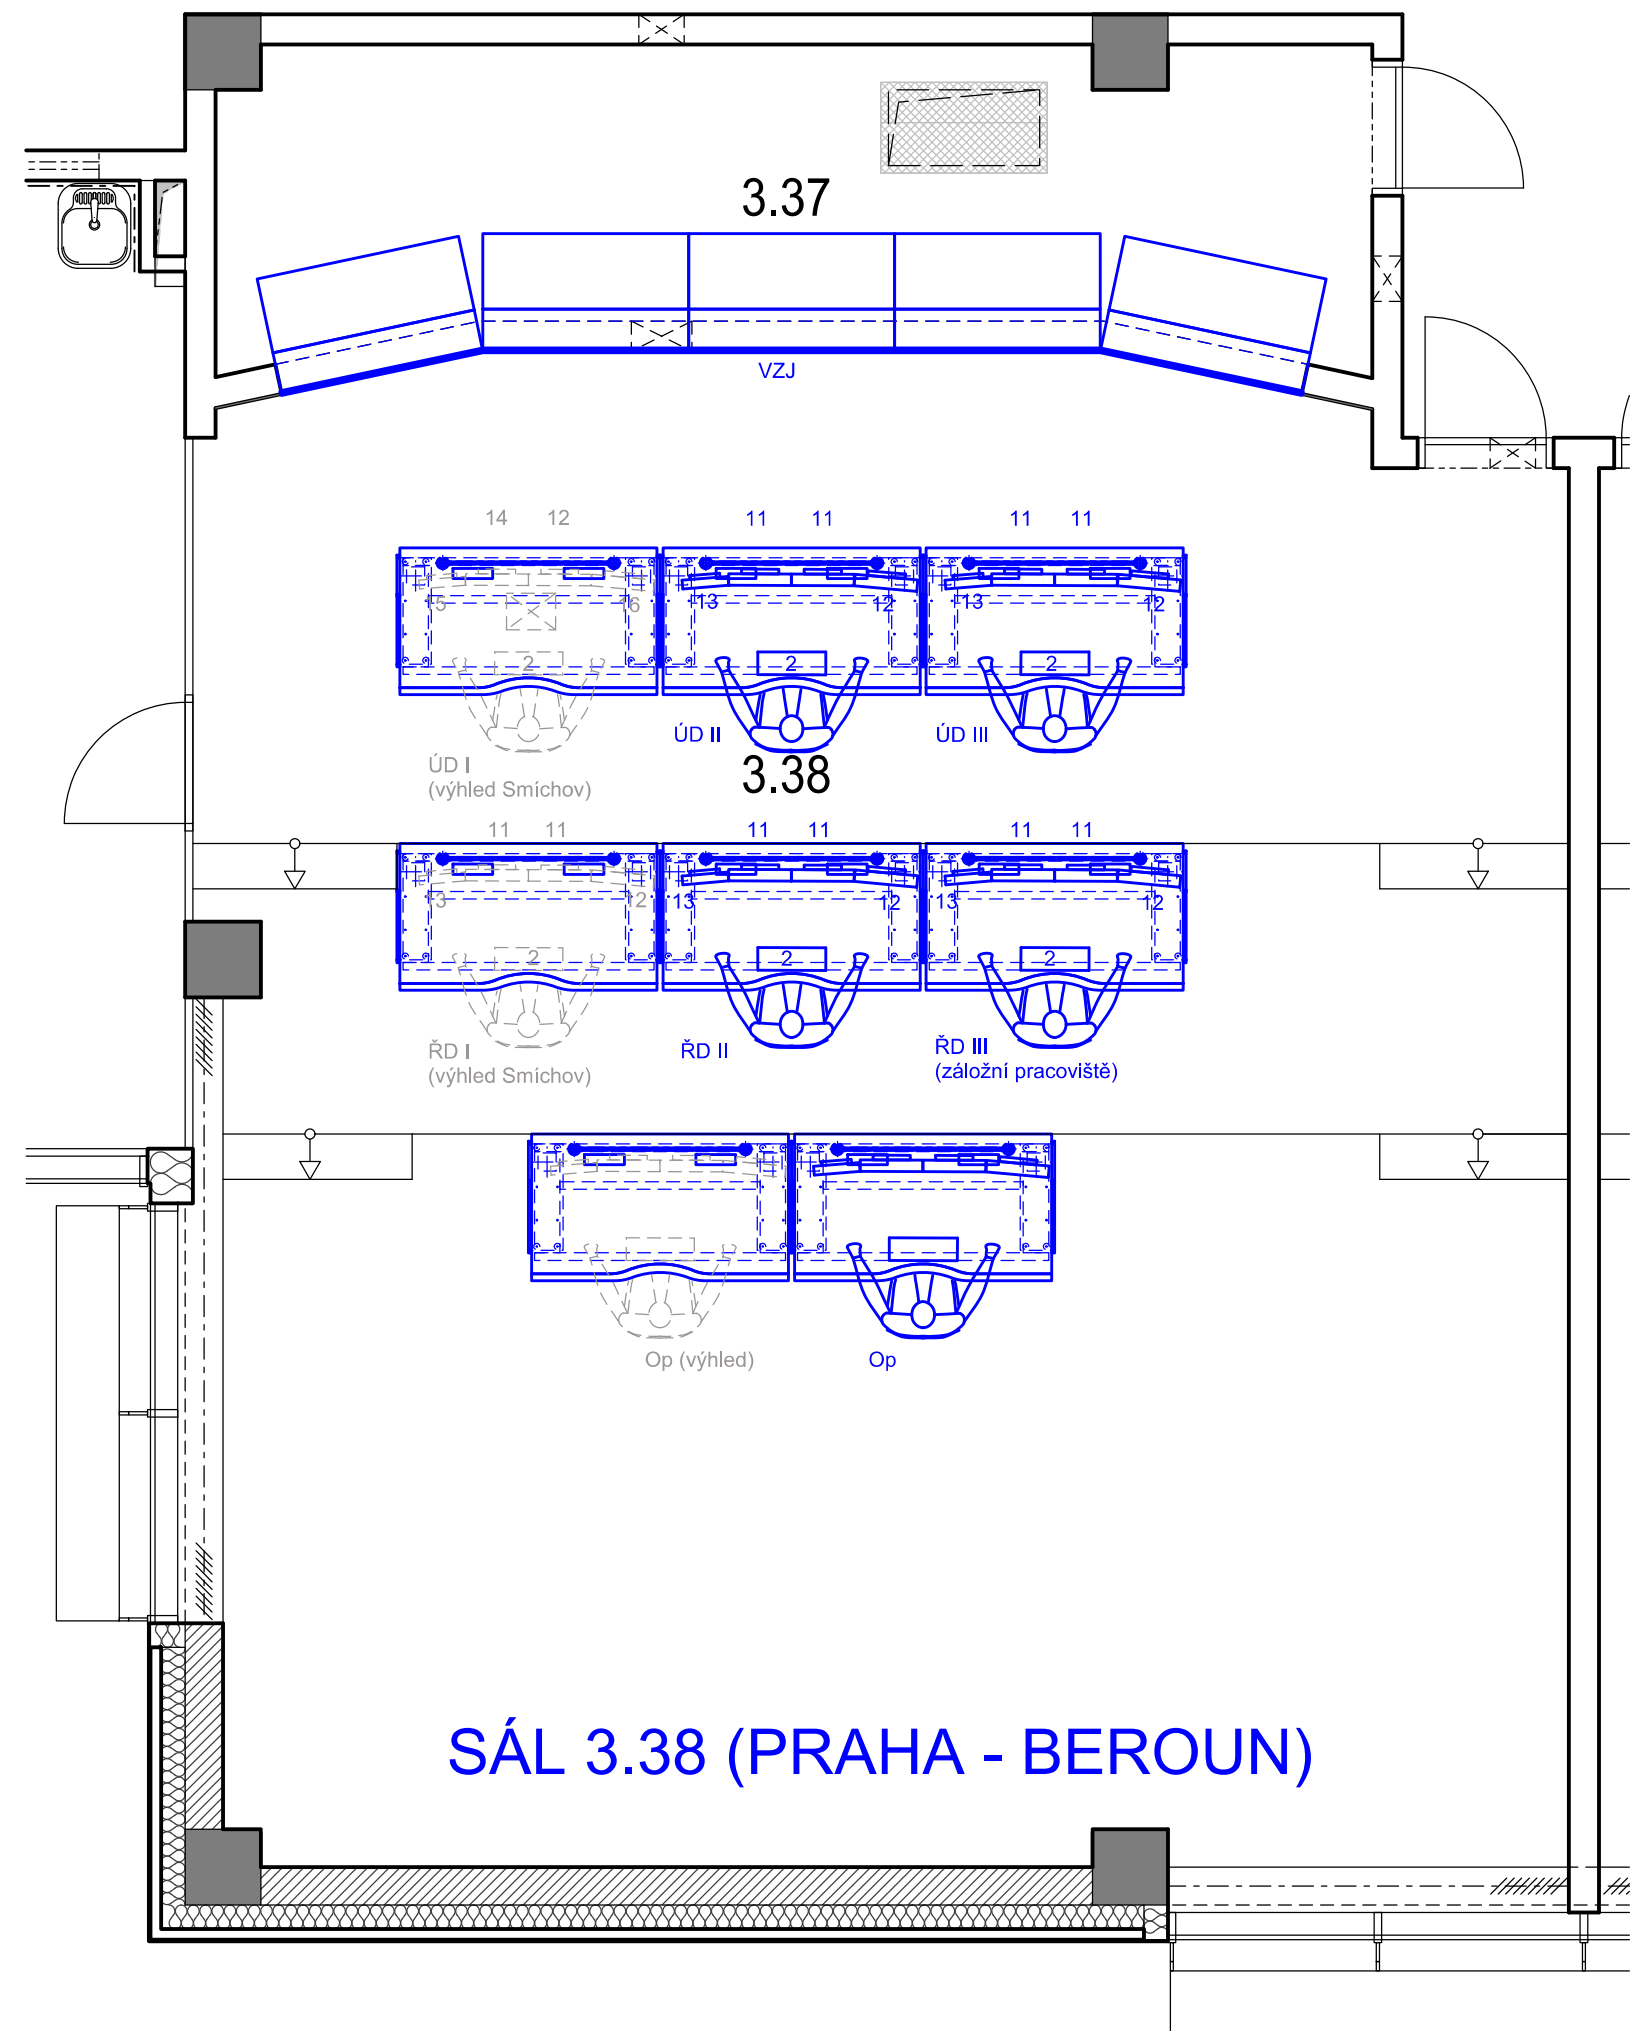 3.37
VZJ
14 12 11 11 11 11
15 16 13 12 13 12
2 2 2
ÚD I
(výhled Smíchov)
ÚD II
ÚD III
3.38
11 11 11 11 11 11
13 12 13 12 13 12
2 2 2
ŘD I
(výhled Smíchov)
ŘD II
ŘD III
(záložní pracoviště)
Op (výhled)
Op
SÁL 3.38 (PRAHA - BEROUN)